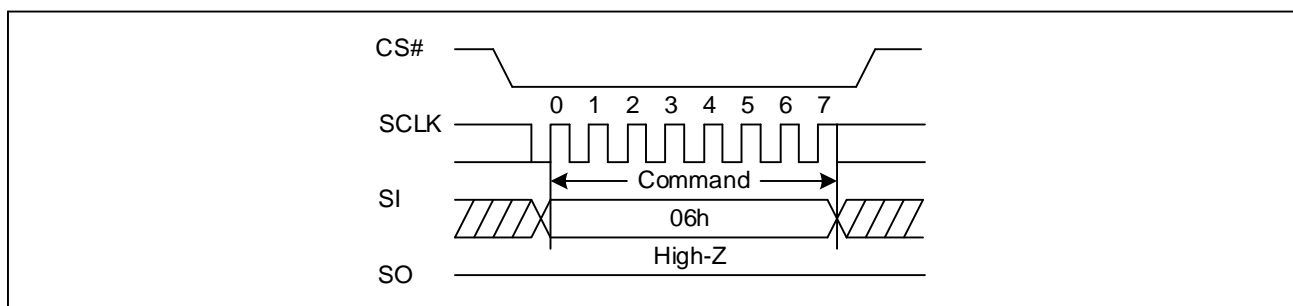 CS#
0 1 2 3 4 5 6 7
SCLK
Command
SI
06h
High-Z
SO